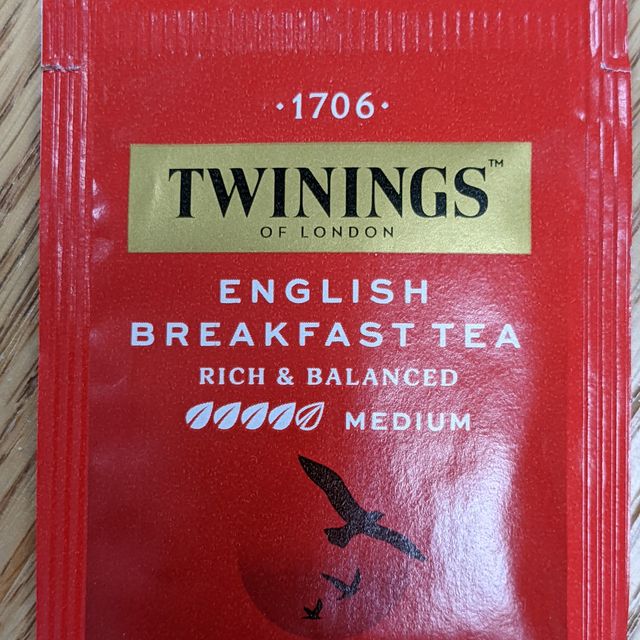 ·1706·
TWININGS™
OF LONDON
ENGLISH
BREAKFAST TEA
RICH & BALANCED
MEDIUM